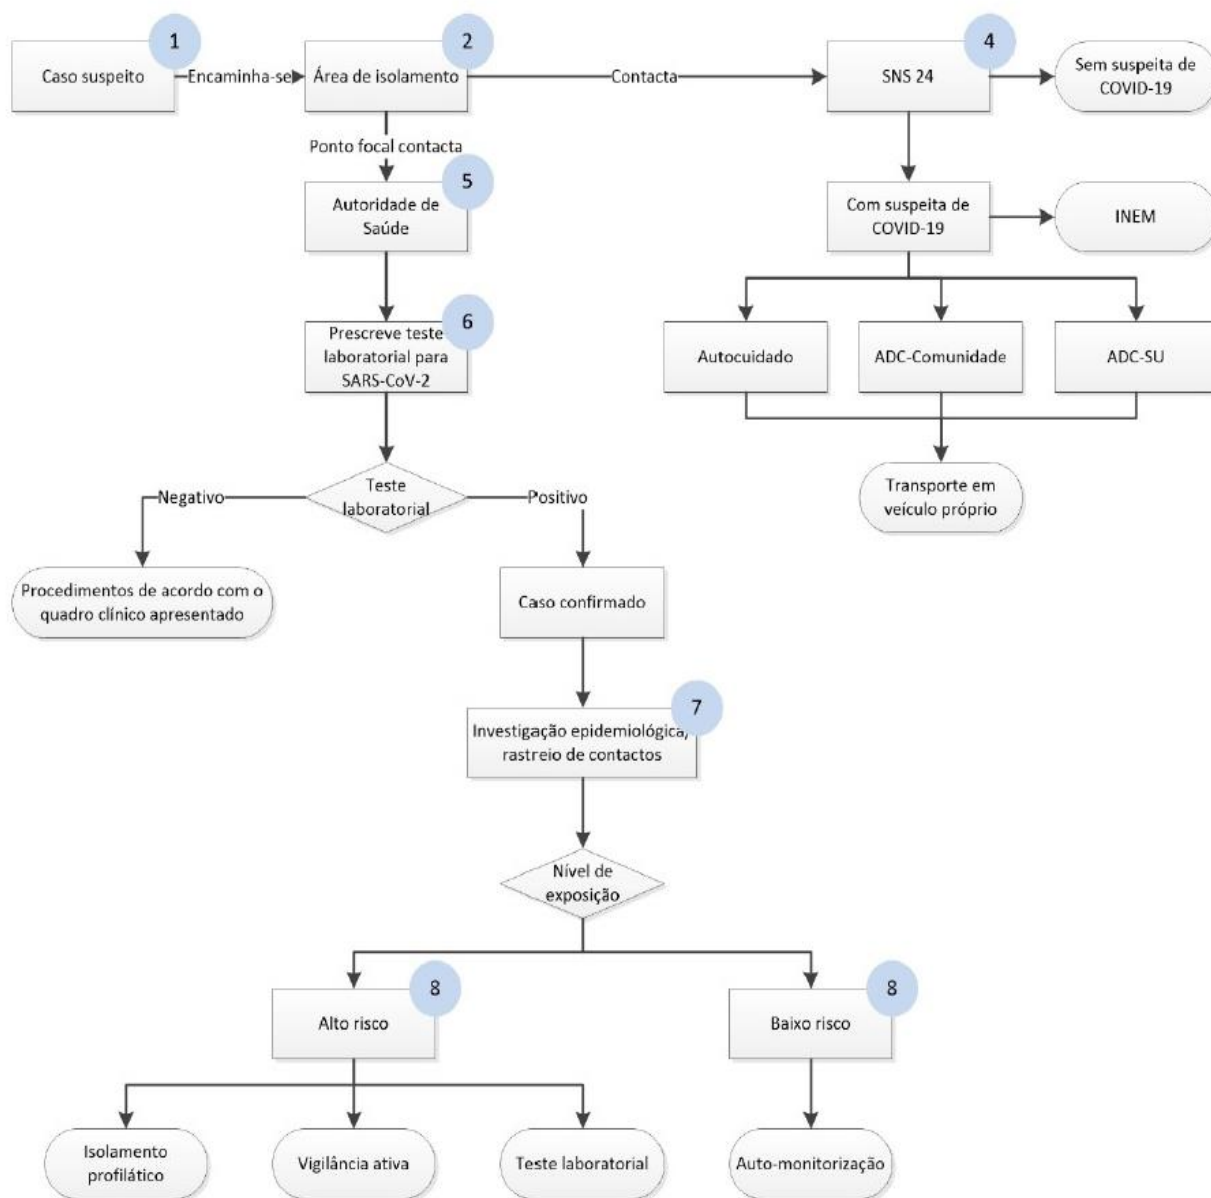 1
2
4
Caso suspeito
Encaminha-se
Área de isolamento
Contacta
SNS 24
Sem suspeita de
COVID-19
Ponto focal contacta
5
Autoridade de
Saúde
Com suspeita de
COVID-19
INEM
6
Prescreve teste
laboratorial para
SARS-CoV-2
Autocuidado
ADC-Comunidade
ADC-SU
Negativo
Teste
laboratorial
Positivo
Transporte em
veículo próprio
Procedimentos de acordo com o
quadro clínico apresentado
Caso confirmado
7
Investigação epidemiológica/
rastreio de contactos
Nível de
exposição
8
8
Alto risco
Baixo risco
Isolamento
profilático
Vigilância ativa
Teste laboratorial
Auto-monitorização